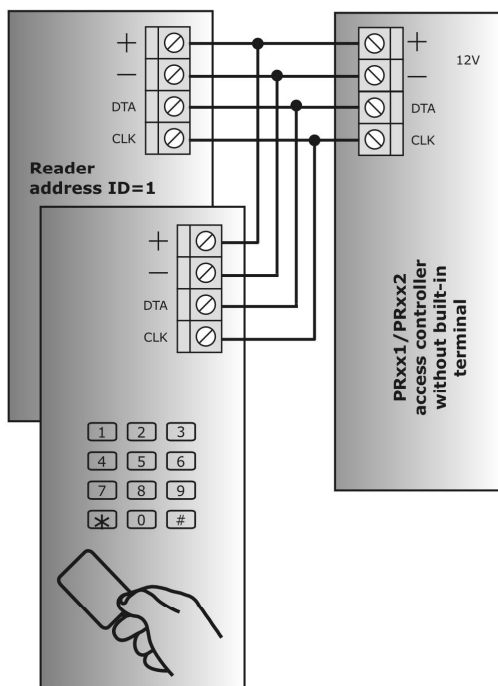 +
—
DTA
CLK
Reader
address ID=1
+
—
DTA
CLK
12V
PRxx1/PRxx2
access controller
without built-in
terminal
+
—
DTA
CLK
1 2 3
4 5 6
7 8 9
* 0 #